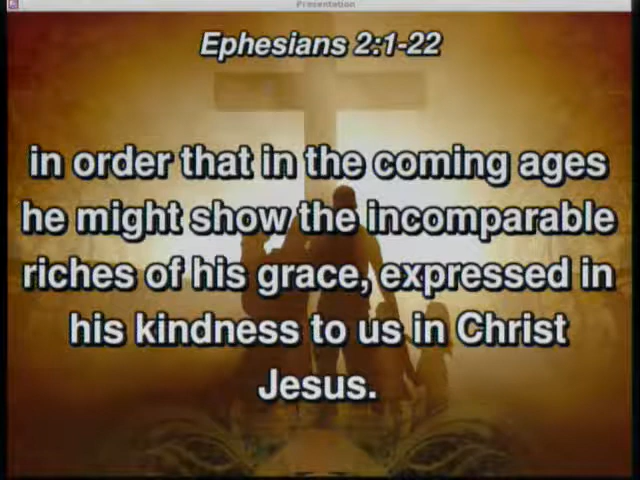 Presentation
Ephesians 2:1-22
in order that in the coming ages
he might show the incomparable
riches of his grace, expressed in
his kindness to us in Christ
Jesus.